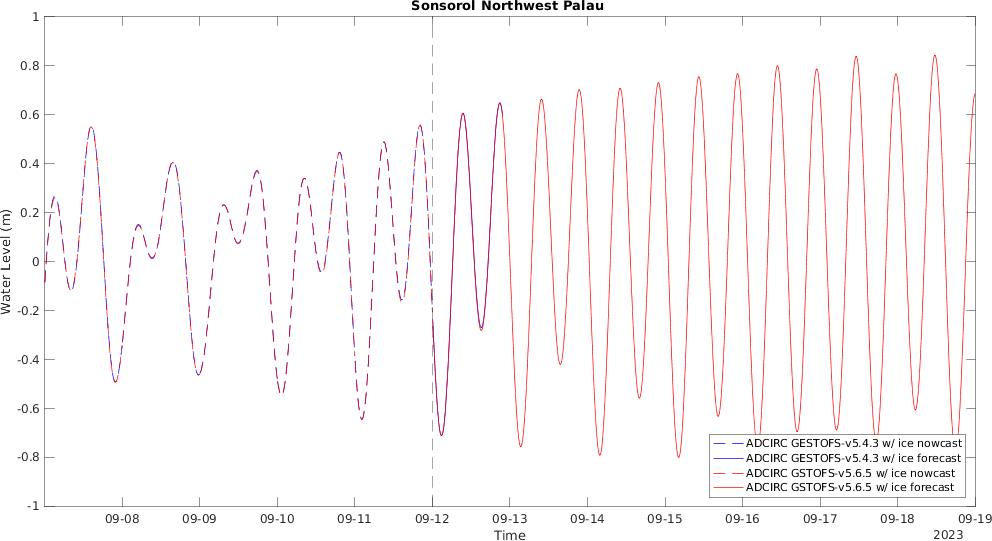 Sonsorol Northwest Palau
1
0.8
0.6
0.4
0.2
0
-0.2
-0.4
-0.6
-0.8
-1
Water Level (m)
ADCIRC GESTOFS-v5.4.3 w/ ice nowcast
ADCIRC GESTOFS-v5.4.3 w/ ice forecast
ADCIRC GSTOFS-v5.6.5 w/ ice nowcast
ADCIRC GSTOFS-v5.6.5 w/ ice forecast
09-08 09-09 09-10 09-11 09-12 09-13 09-14 09-15 09-16 09-17 09-18 09-19
Time
2023